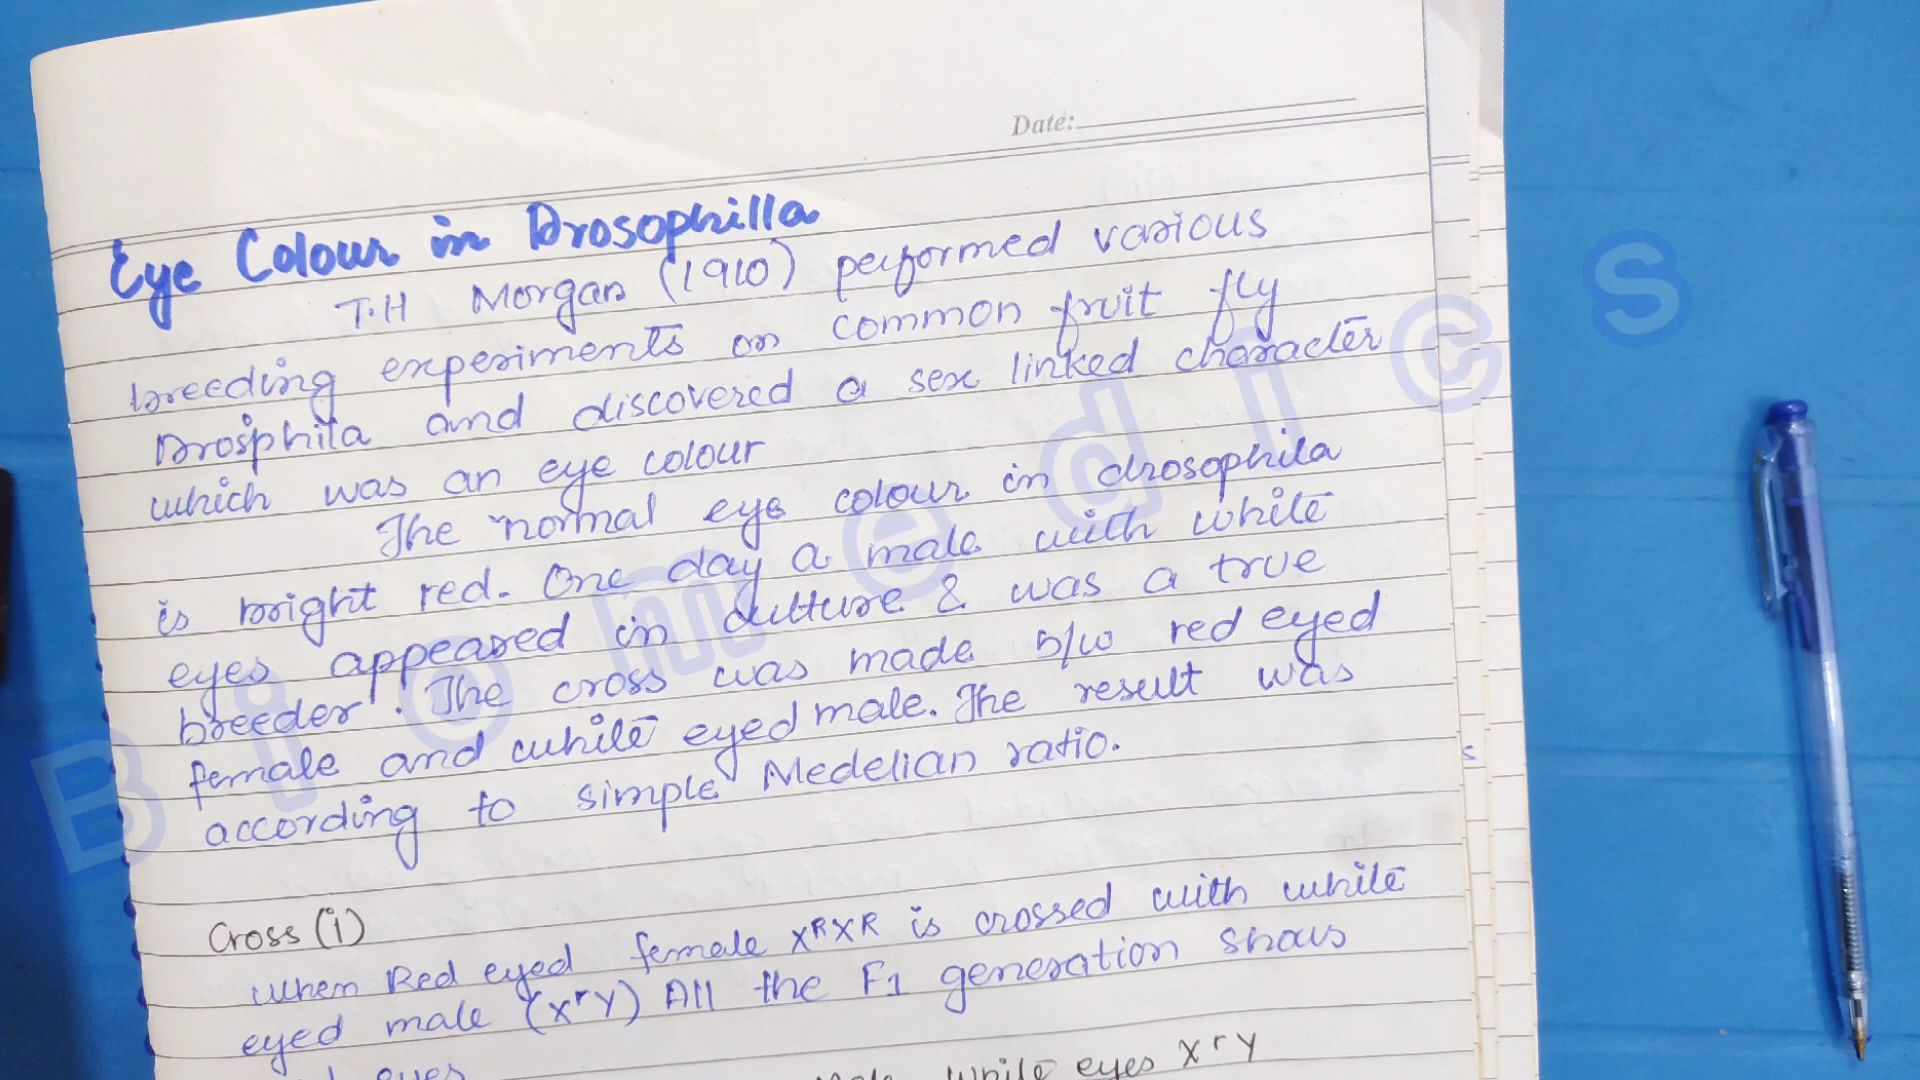 Date:
Eye Colour in Drosophilla
T.H Morgan (1910) performed various
breeding experiments on common fruit fly
Drosphila and discovered a sex linked character
which was an eye colour
The normal eye colour in drosophila
is bright red. One day a male with white
eyes appeared in culture & was a true
breeder'. The cross was made b/w red eyed
female and white eyed male. The result was
according to simple Medelian ratio.
Cross (i)
When Red eyed female XRXR is crossed with white
eyed male (XrY) All the F1 generation shows
eyes
White eyes XrY
s
Biomedics